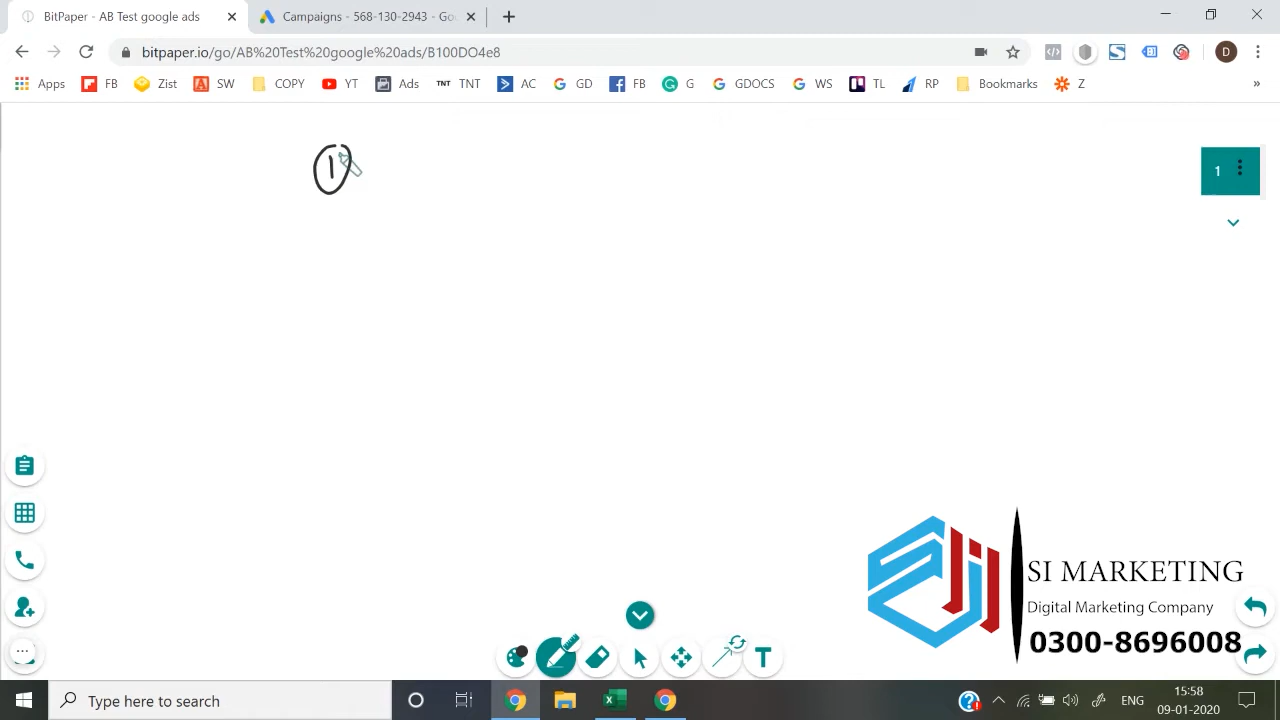 BitPaper - AB Test google ads
Campaigns - 568-130-2943 - Go
bitpaper.io/go/AB%20Test%20google%20ads/B100DO4e8
D
Apps FB Zist SW COPY YT Ads TNT TNT AC GD FB G GDOCS WS TL RP Bookmarks Z »
1
1
T
SI MARKETING
Digital Marketing Company
0300-8696008
Type here to search
ENG
15:58
09-01-2020